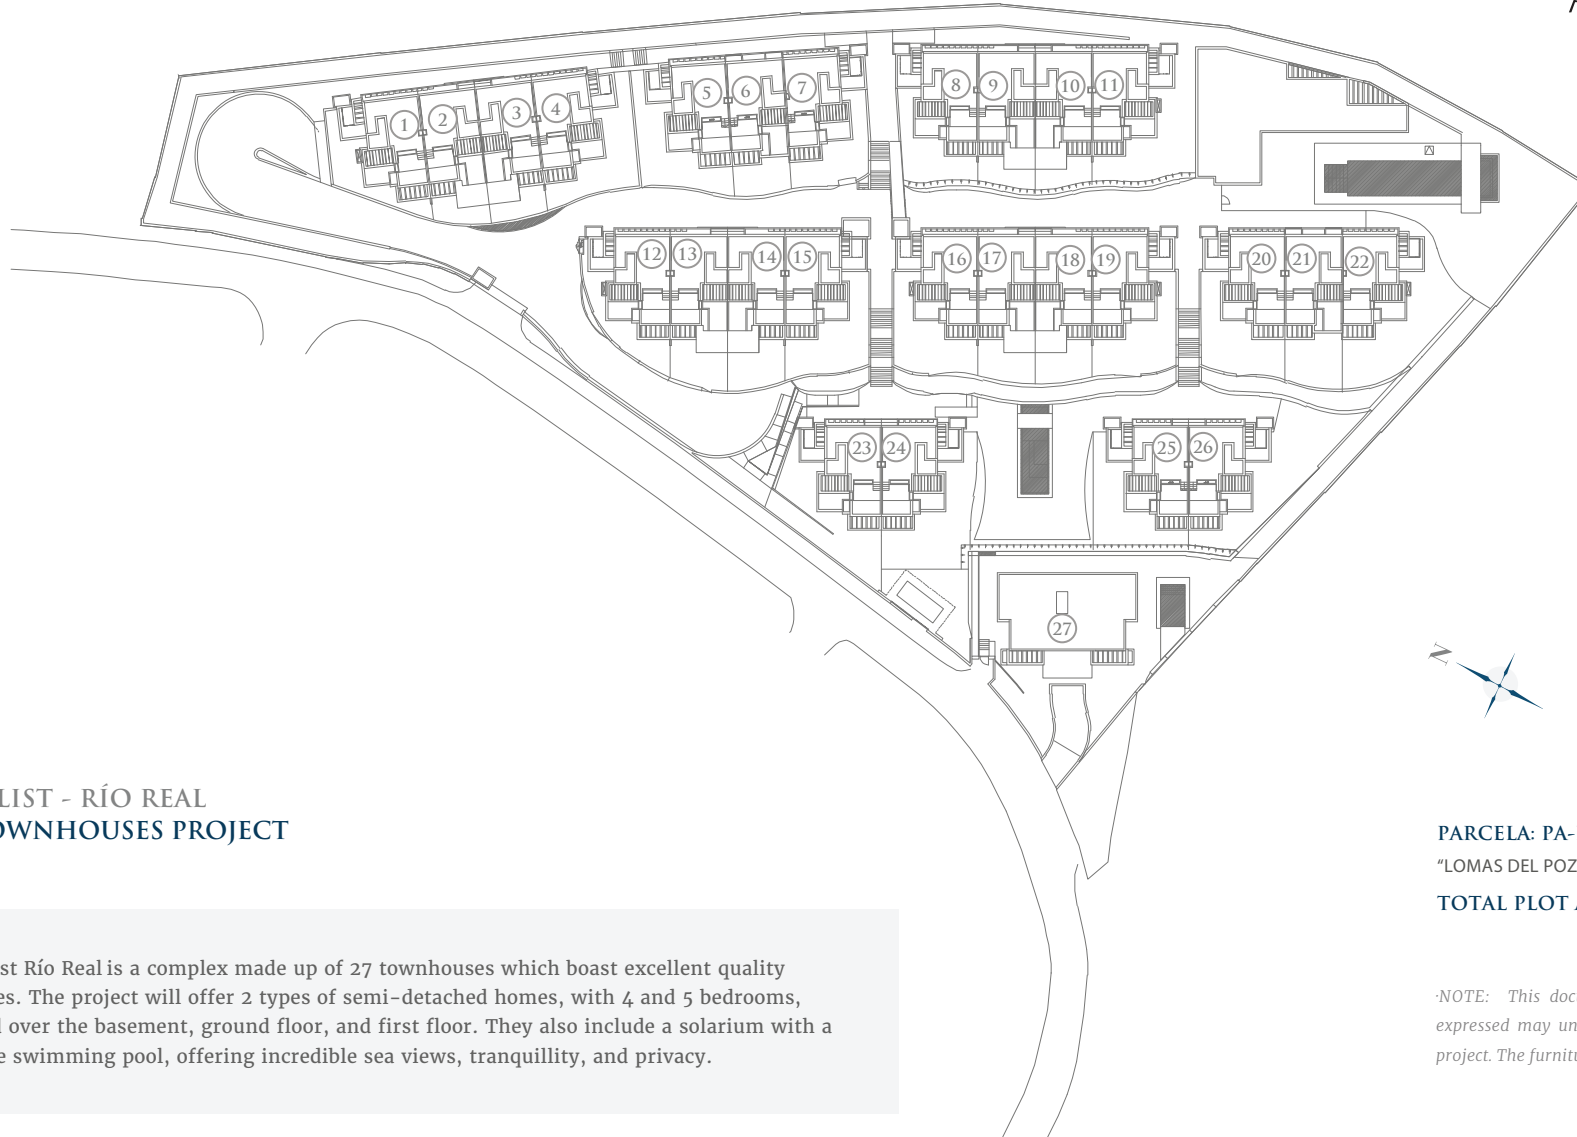 5 6 7
8 9 10 11
1 2 3 4
12 13 14 15
16 17 18 19
20 21 22
23 24
25 26
27
N
LIST - RÍO REAL
OWNHOUSES PROJECT
PARCELA: PA-
"LOMAS DEL POZ
TOTAL PLOT A
st Río Real is a complex made up of 27 townhouses which boast excellent quality
es. The project will offer 2 types of semi-detached homes, with 4 and 5 bedrooms,
l over the basement, ground floor, and first floor. They also include a solarium with a
e swimming pool, offering incredible sea views, tranquillity, and privacy.
·NOTE: This doc
expressed may un
project. The furnitu